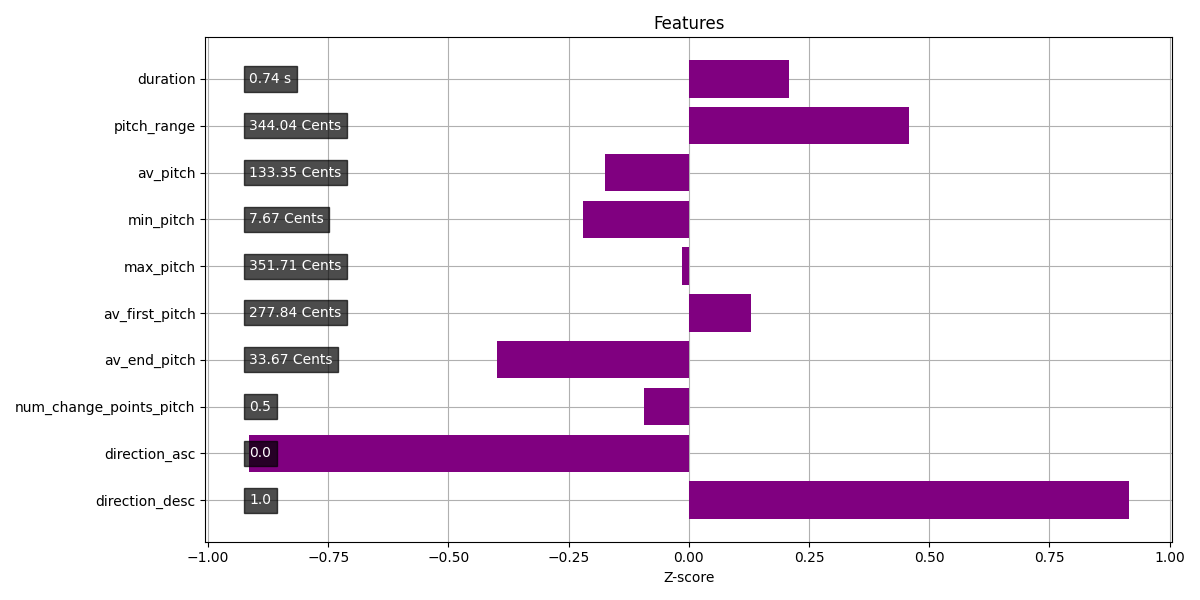 Features
duration 0.74 s
pitch_range 344.04 Cents
av_pitch 133.35 Cents
min_pitch 7.67 Cents
max_pitch 351.71 Cents
av_first_pitch 277.84 Cents
av_end_pitch 33.67 Cents
num_change_points_pitch 0.5
direction_asc 0.0
direction_desc 1.0
−1.00 −0.75 −0.50 −0.25 0.00 0.25 0.50 0.75 1.00
Z-score